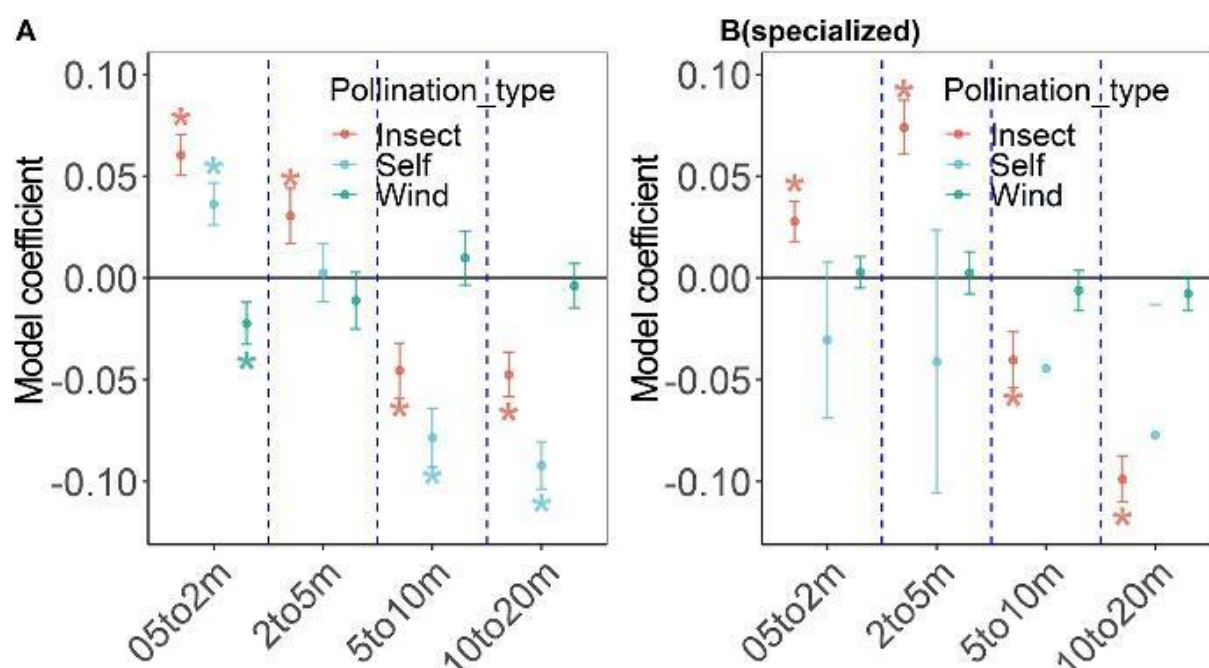 A
Model coefficient
0.10
0.05
0.00
-0.05
-0.10
Pollination_type
Insect
Self
Wind
05to2m
2to5m
5to10m
10to20m
B(specialized)
Model coefficient
0.10
0.05
0.00
-0.05
-0.10
Pollination_type
Insect
Self
Wind
05to2m
2to5m
5to10m
10to20m